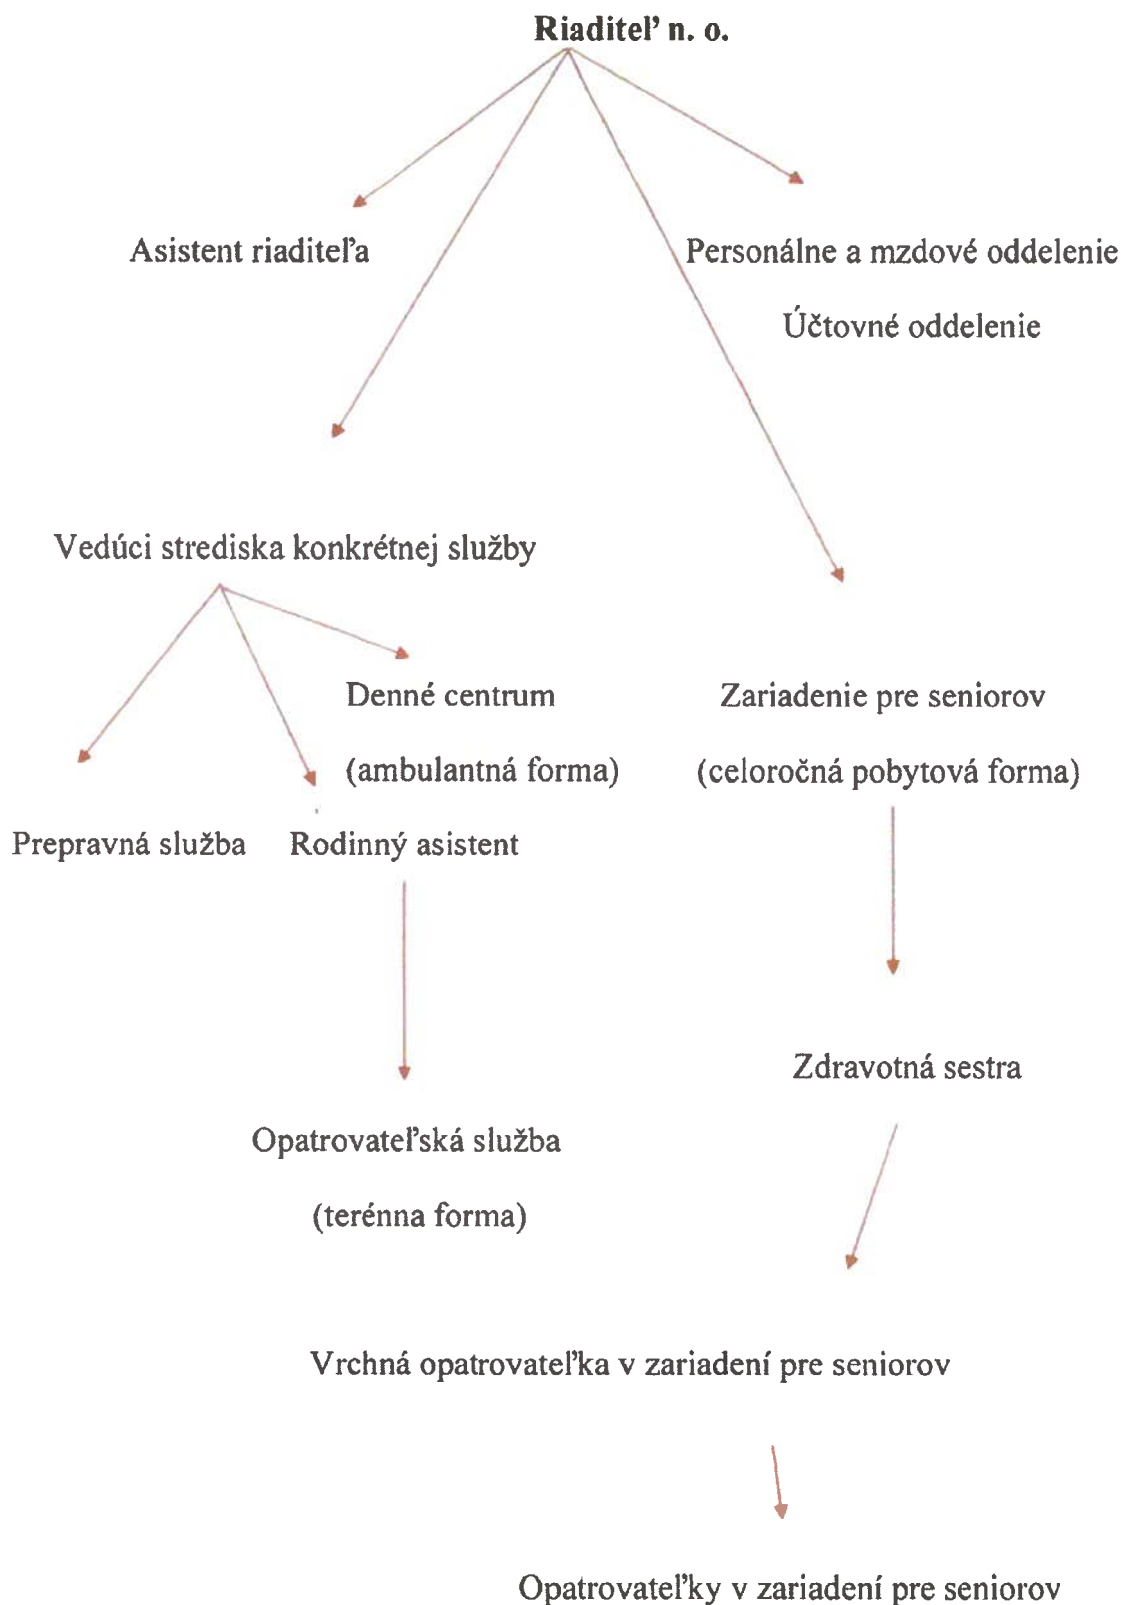 Riaditeľ n. o.
Asistent riaditeľa
Personálne a mzdové oddelenie
Účtovné oddelenie
Vedúci strediska konkrétnej služby
Denné centrum
(ambulantná forma)
Zariadenie pre seniorov
(celoročná pobytová forma)
Prepravná služba
Rodinný asistent
Zdravotná sestra
Opatrovateľská služba
(terénna forma)
Vrchná opatrovateľka v zariadení pre seniorov
Opatrovateľky v zariadení pre seniorov